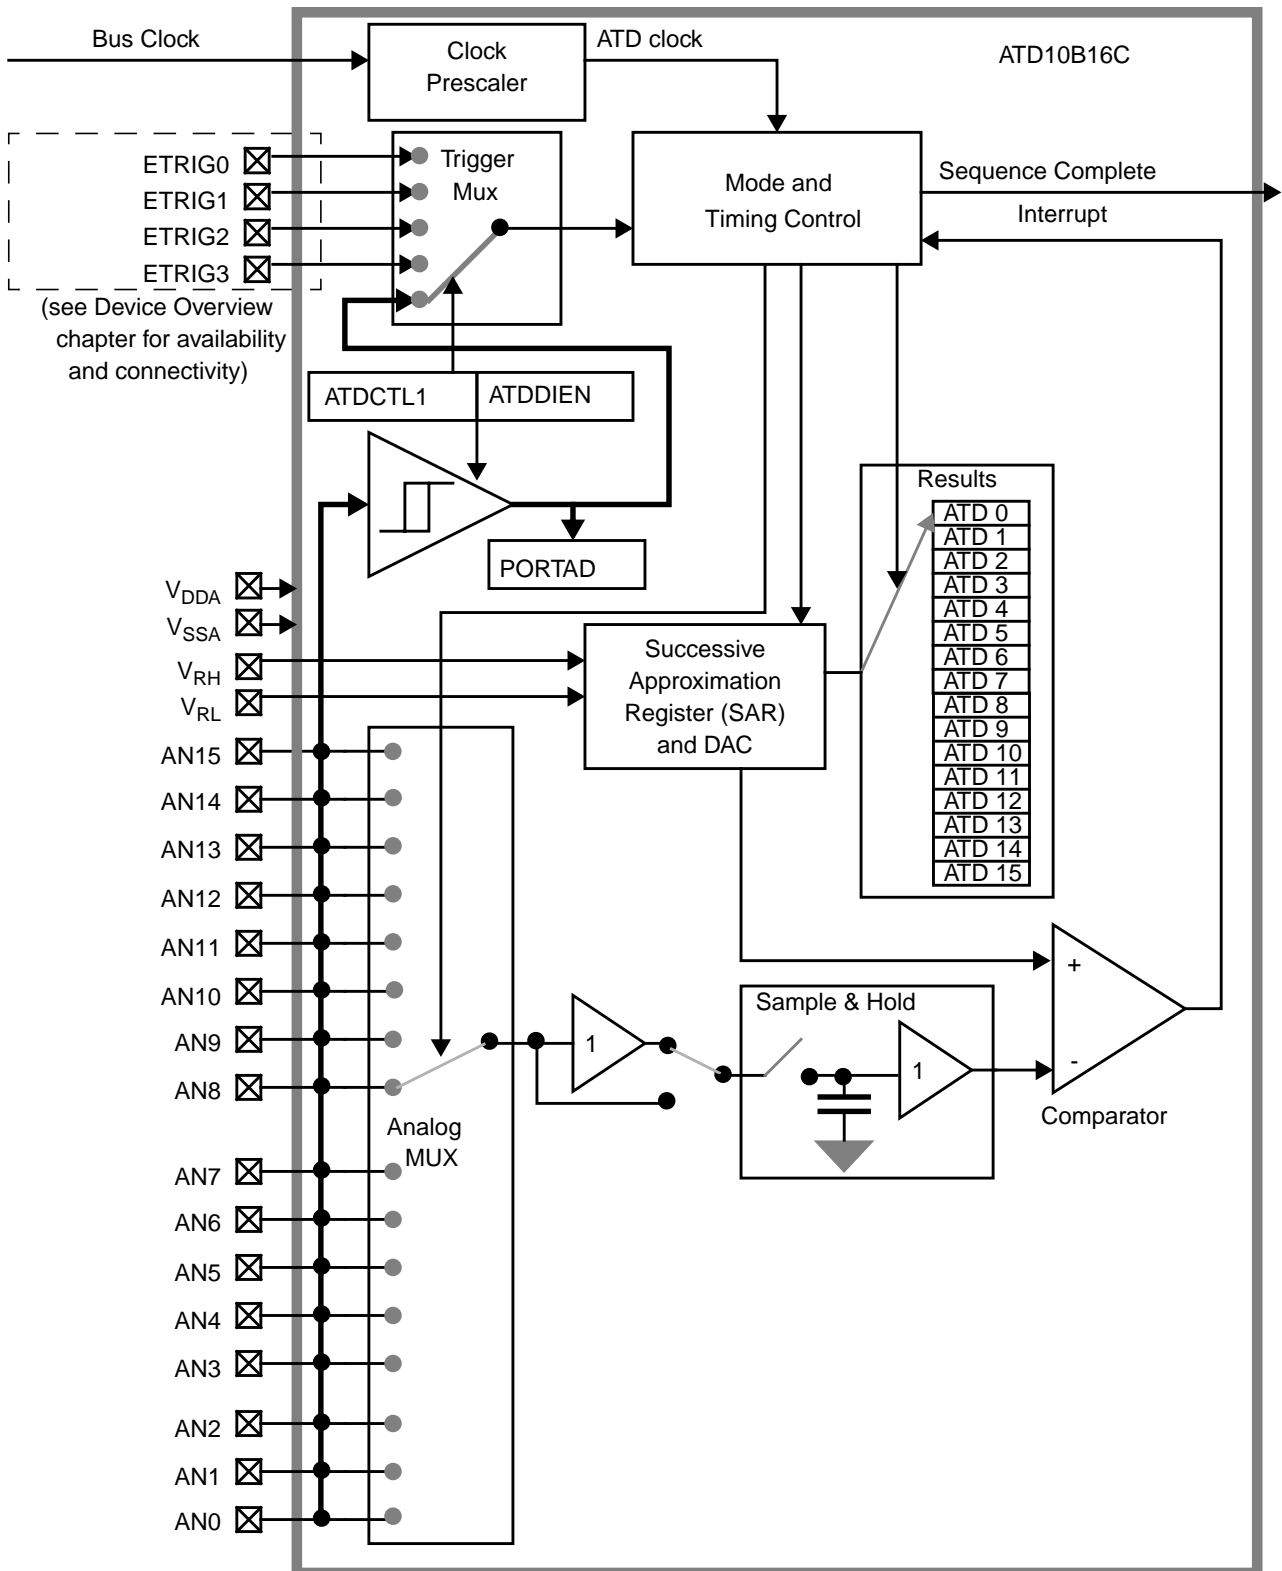 Bus Clock
Clock
Prescaler
ATD clock
ATD10B16C
ETRIG0
ETRIG1
ETRIG2
ETRIG3
(see Device Overview
chapter for availability
and connectivity)
Trigger
Mux
Mode and
Timing Control
Sequence Complete
Interrupt
ATDCTL1
ATDDIEN
PORTAD
Results
ATD 0
ATD 1
ATD 2
ATD 3
ATD 4
ATD 5
ATD 6
ATD 7
ATD 8
ATD 9
ATD 10
ATD 11
ATD 12
ATD 13
ATD 14
ATD 15
VDDA
VSSA
VRH
VRL
Successive
Approximation
Register (SAR)
and DAC
AN15
AN14
AN13
AN12
AN11
AN10
AN9
AN8
AN7
AN6
AN5
AN4
AN3
AN2
AN1
AN0
Analog
MUX
1
Sample & Hold
1
+
-
Comparator